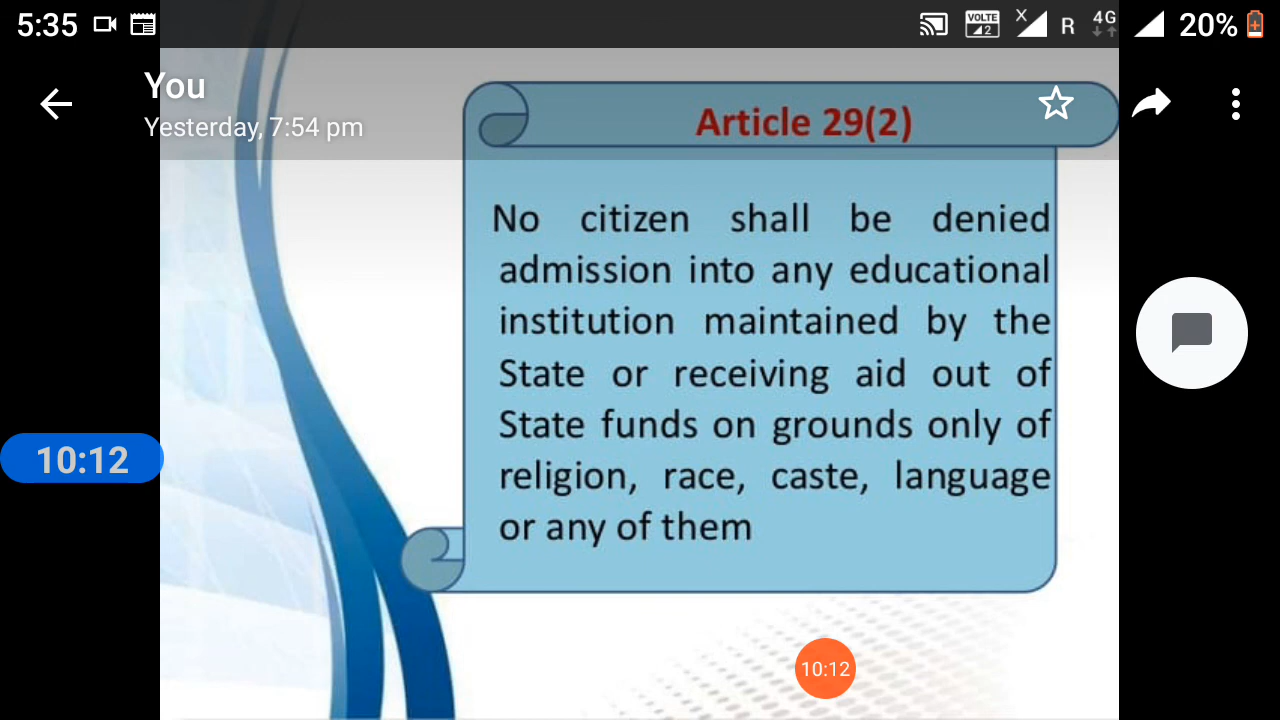 5:35 VOLTE 2 X R 4G 20%
You
Yesterday, 7:54 pm
Article 29(2)
No citizen shall be denied
admission into any educational
institution maintained by the
State or receiving aid out of
State funds on grounds only of
religion, race, caste, language
or any of them
10:12
10:12